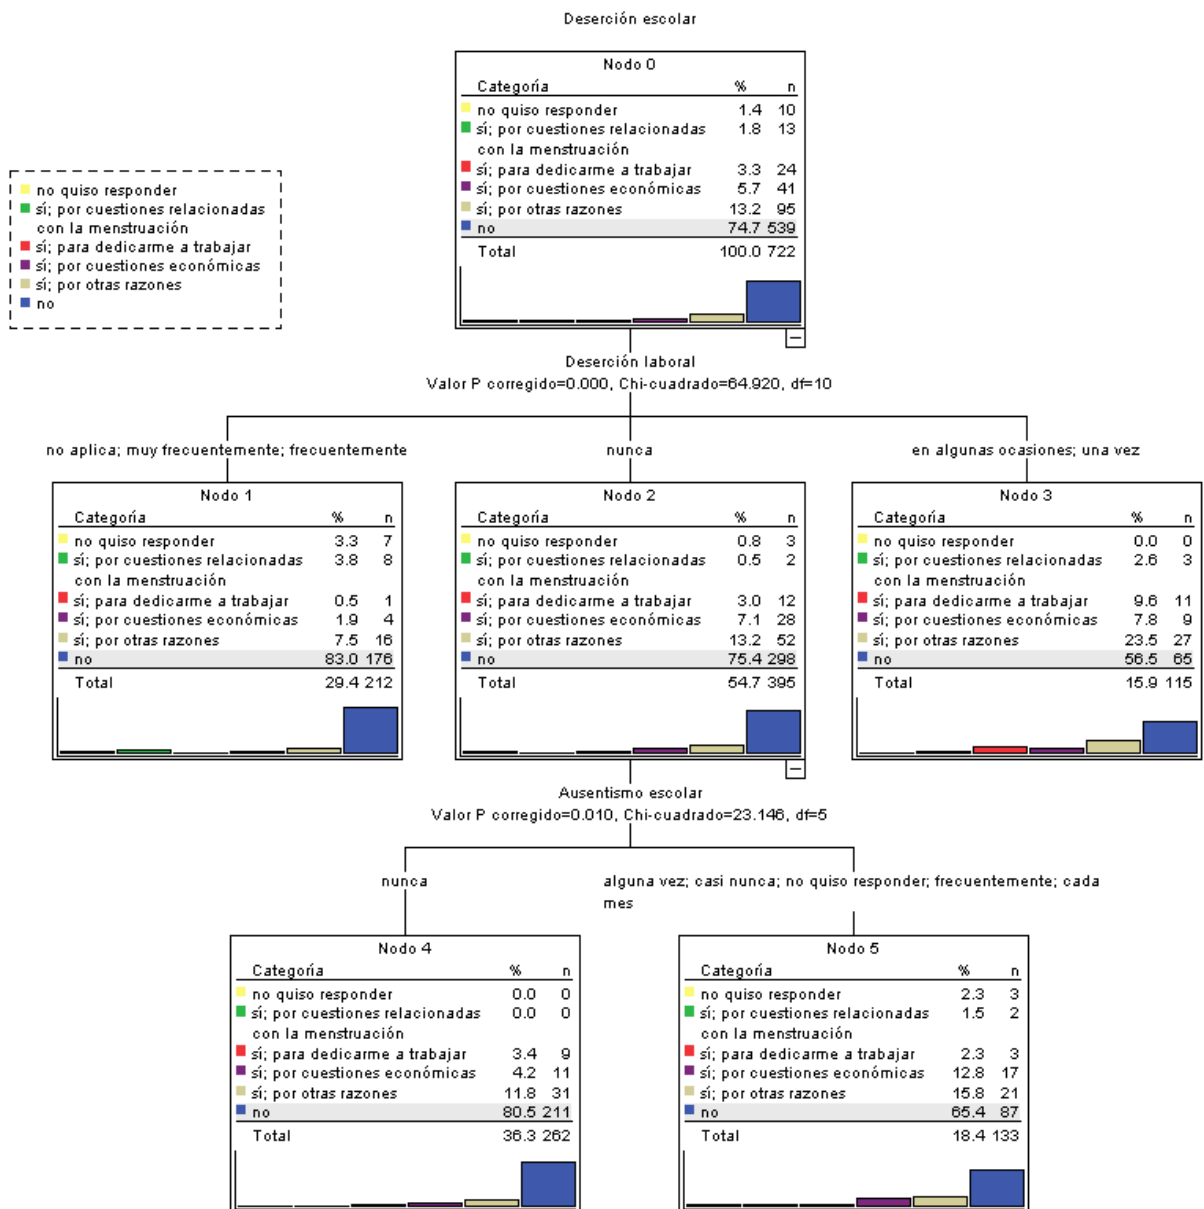 Deserción escolar
Nodo 0
Categoría % n
no quiso responder 1.4 10
sí; por cuestiones relacionadas 1.8 13
con la menstruación
sí; para dedicarme a trabajar 3.3 24
sí; por cuestiones económicas 5.7 41
sí; por otras razones 13.2 95
no 74.7 539
Total 100.0 722
no quiso responder
sí; por cuestiones relacionadas
con la menstruación
sí; para dedicarme a trabajar
sí; por cuestiones económicas
sí; por otras razones
no
Deserción laboral
Valor P corregido=0.000, Chi-cuadrado=64.920, df=10
no aplica; muy frecuentemente; frecuentemente
nunca
en algunas ocasiones; una vez
Nodo 1
Categoría % n
no quiso responder 3.3 7
sí; por cuestiones relacionadas 3.8 8
con la menstruación
sí; para dedicarme a trabajar 0.5 1
sí; por cuestiones económicas 1.9 4
sí; por otras razones 7.5 16
no 83.0 176
Total 29.4 212
Nodo 2
Categoría % n
no quiso responder 0.8 3
sí; por cuestiones relacionadas 0.5 2
con la menstruación
sí; para dedicarme a trabajar 3.0 12
sí; por cuestiones económicas 7.1 28
sí; por otras razones 13.2 52
no 75.4 298
Total 54.7 395
Nodo 3
Categoría % n
no quiso responder 0.0 0
sí; por cuestiones relacionadas 2.6 3
con la menstruación
sí; para dedicarme a trabajar 9.6 11
sí; por cuestiones económicas 7.8 9
sí; por otras razones 23.5 27
no 56.5 65
Total 15.9 115
Ausentismo escolar
Valor P corregido=0.010, Chi-cuadrado=23.146, df=5
nunca
alguna vez; casi nunca; no quiso responder; frecuentemente; cada
mes
Nodo 4
Categoría % n
no quiso responder 0.0 0
sí; por cuestiones relacionadas 0.0 0
con la menstruación
sí; para dedicarme a trabajar 3.4 9
sí; por cuestiones económicas 4.2 11
sí; por otras razones 11.8 31
no 80.5 211
Total 36.3 262
Nodo 5
Categoría % n
no quiso responder 2.3 3
sí; por cuestiones relacionadas 1.5 2
con la menstruación
sí; para dedicarme a trabajar 2.3 3
sí; por cuestiones económicas 12.8 17
sí; por otras razones 15.8 21
no 65.4 87
Total 18.4 133